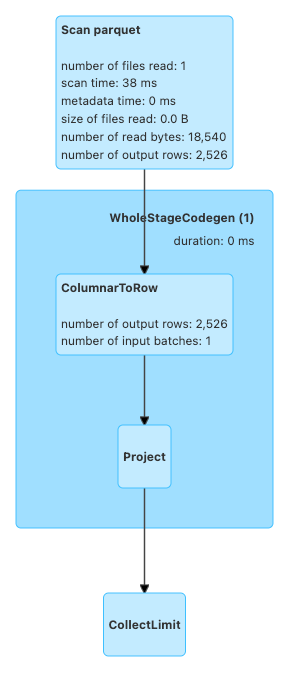 Scan parquet
number of files read: 1
scan time: 38 ms
metadata time: 0 ms
size of files read: 0.0 B
number of read bytes: 18,540
number of output rows: 2,526
WholeStageCodegen (1)
duration: 0 ms
ColumnarToRow
number of output rows: 2,526
number of input batches: 1
Project
CollectLimit